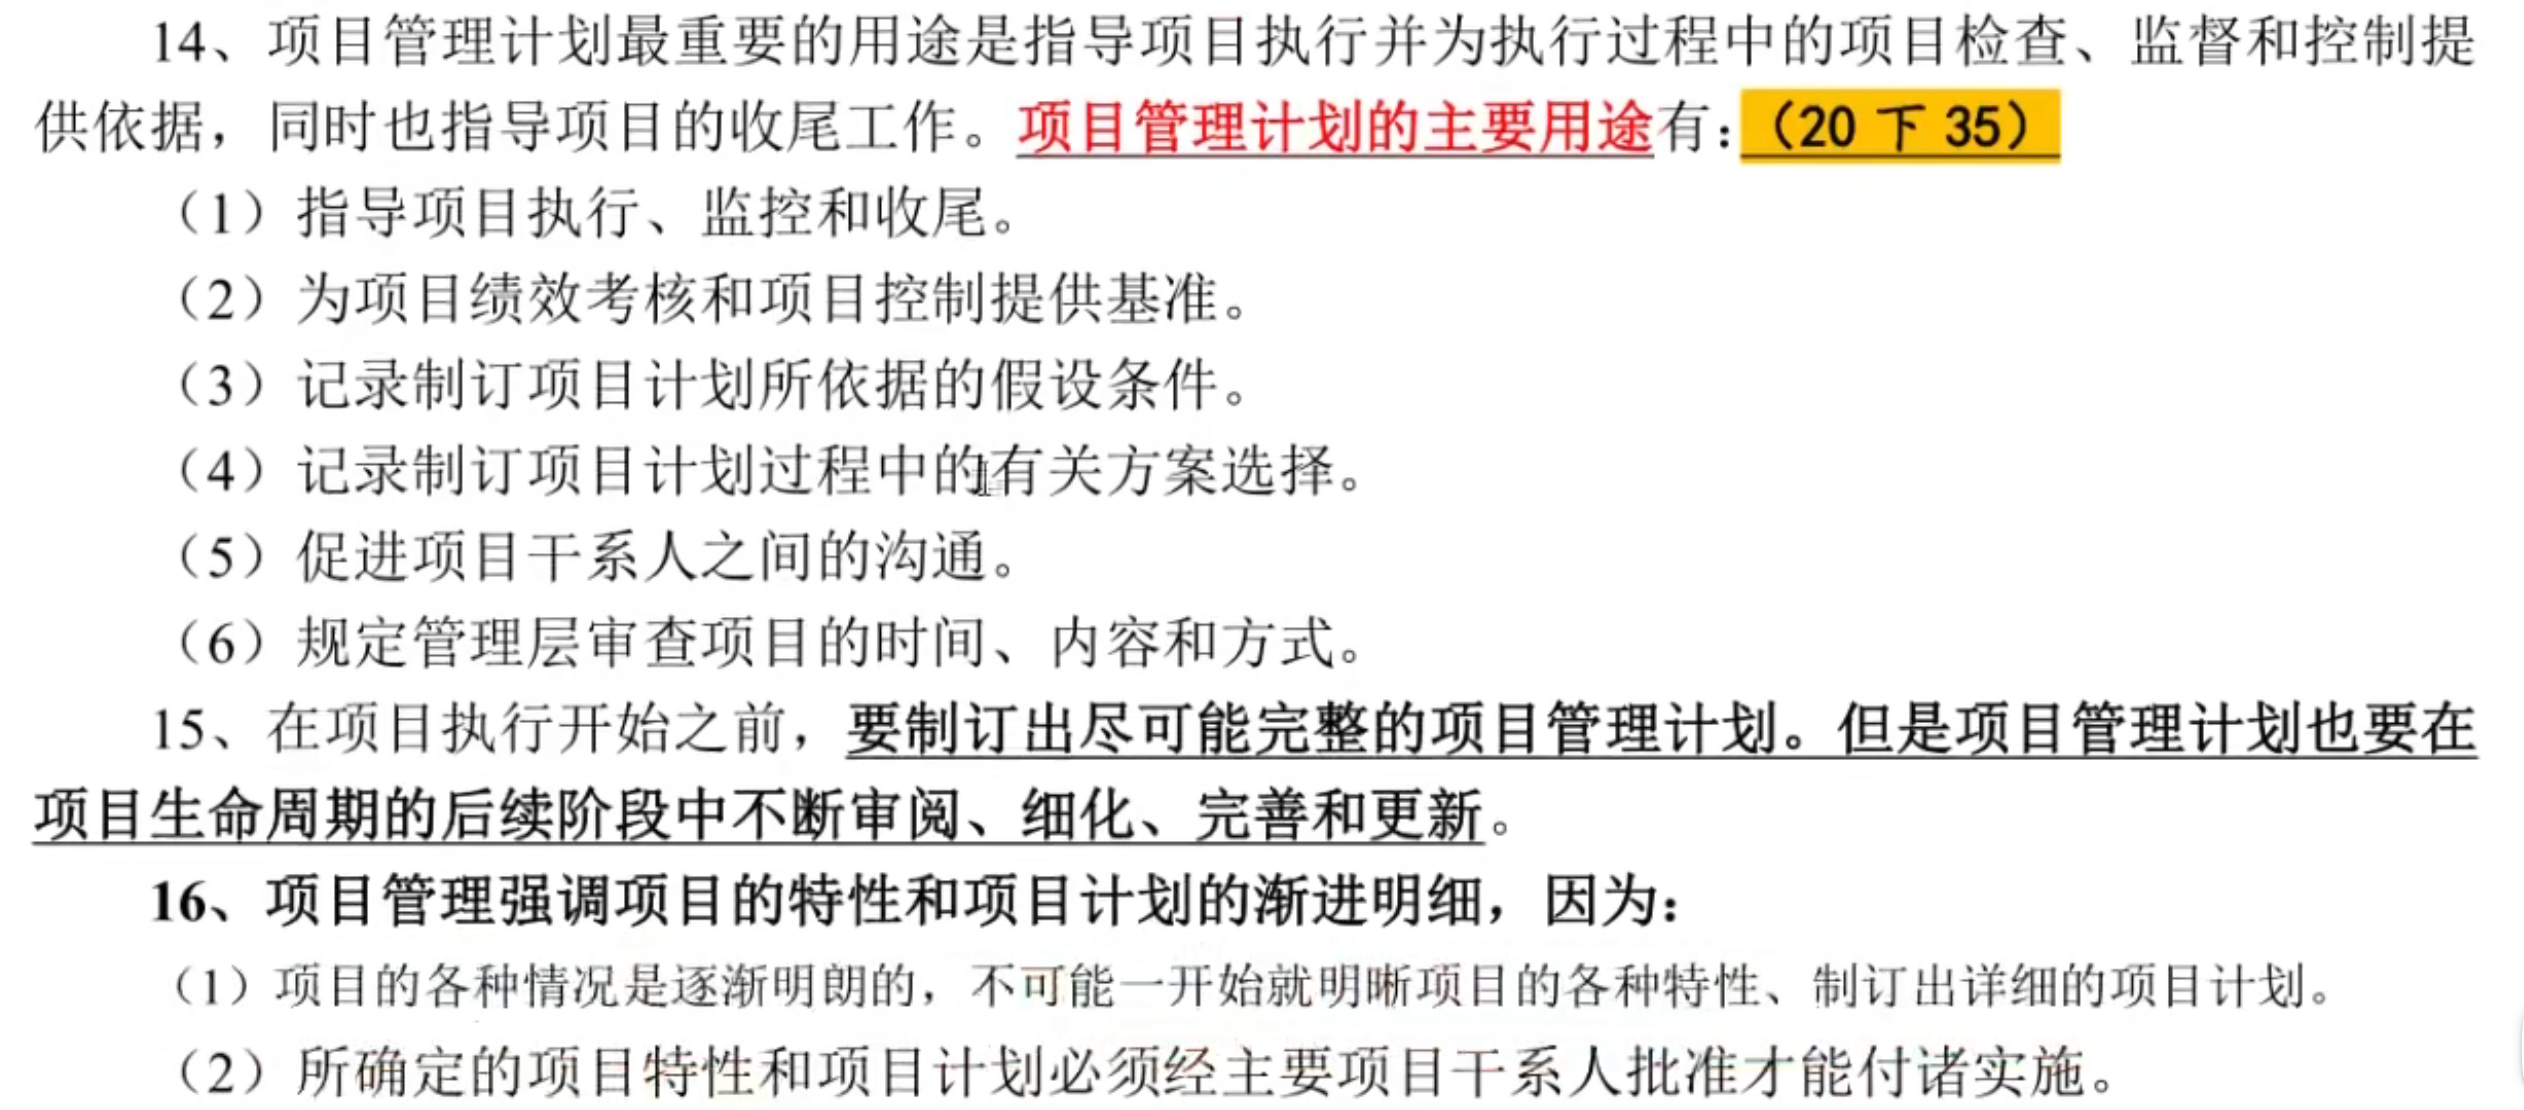 14、项目管理计划最重要的用途是指导项目执行并为执行过程中的项目检查、监督和控制提
供依据，同时也指导项目的收尾工作。项目管理计划的主要用途有：（20 下 35）
（1）指导项目执行、监控和收尾。
（2）为项目绩效考核和项目控制提供基准。
（3）记录制订项目计划所依据的假设条件。
（4）记录制订项目计划过程中的有关方案选择。
（5）促进项目干系人之间的沟通。
（6）规定管理层审查项目的时间、内容和方式。
15、在项目执行开始之前，要制订出尽可能完整的项目管理计划。但是项目管理计划也要在
项目生命周期的后续阶段中不断审阅、细化、完善和更新。
16、项目管理强调项目的特性和项目计划的渐进明细，因为：
（1）项目的各种情况是逐渐明朗的，不可能一开始就明晰项目的各种特性、制订出详细的项目计划。
（2）所确定的项目特性和项目计划必须经主要项目干系人批准才能付诸实施。